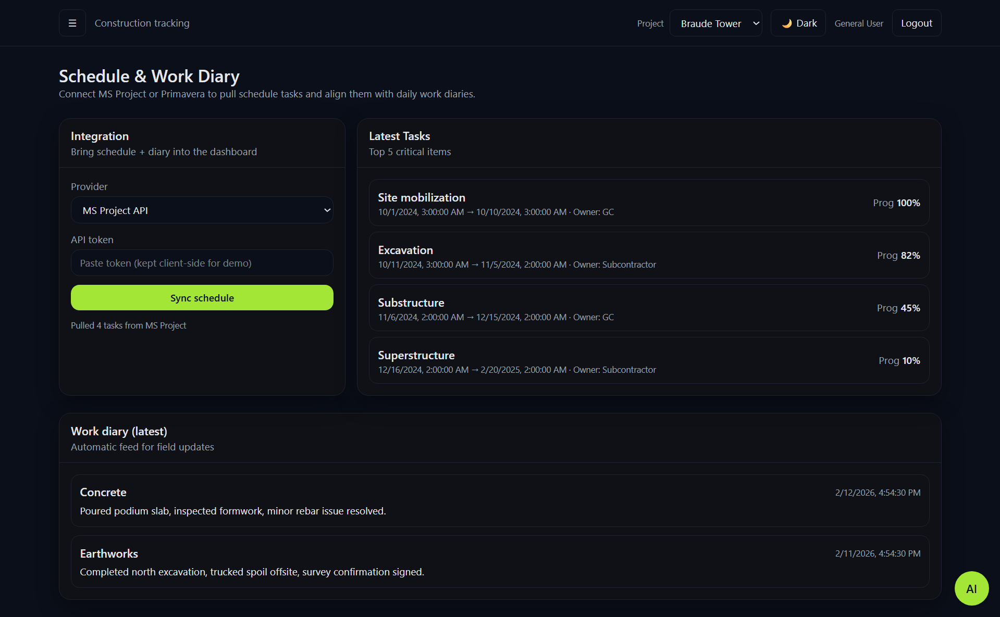 ☰ Construction tracking Project Braude Tower 🌙 Dark General User Logout
Schedule & Work Diary
Connect MS Project or Primavera to pull schedule tasks and align them with daily work diaries.
Integration
Bring schedule + diary into the dashboard
Provider
MS Project API
API token
Paste token (kept client-side for demo)
Sync schedule
Pulled 4 tasks from MS Project
Latest Tasks
Top 5 critical items
Site mobilization
10/1/2024, 3:00:00 AM → 10/10/2024, 3:00:00 AM · Owner: GC
Prog 100%
Excavation
10/11/2024, 3:00:00 AM → 11/5/2024, 2:00:00 AM · Owner: Subcontractor
Prog 82%
Substructure
11/6/2024, 2:00:00 AM → 12/15/2024, 2:00:00 AM · Owner: GC
Prog 45%
Superstructure
12/16/2024, 2:00:00 AM → 2/20/2025, 2:00:00 AM · Owner: Subcontractor
Prog 10%
Work diary (latest)
Automatic feed for field updates
Concrete 2/12/2026, 4:54:30 PM
Poured podium slab, inspected formwork, minor rebar issue resolved.
Earthworks 2/11/2026, 4:54:30 PM
Completed north excavation, trucked spoil offsite, survey confirmation signed.
AI